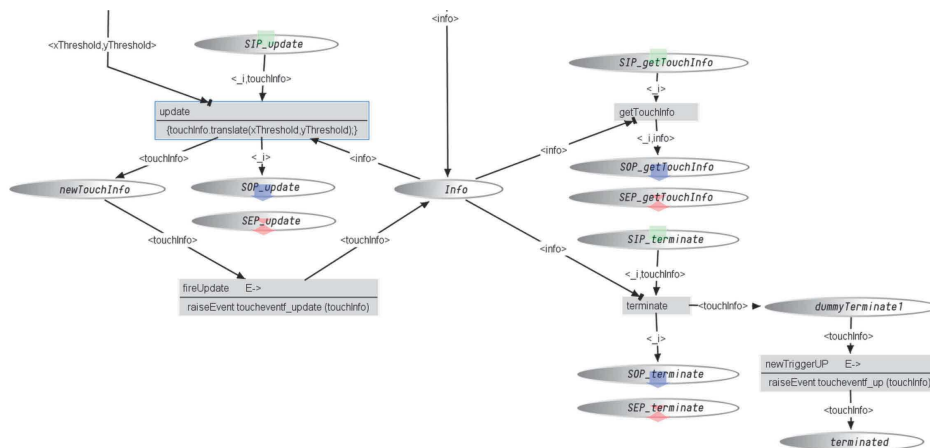 <info>
<xThreshold,yThreshold>
SIP_update
SIP_getTouchInfo
<_i,touchInfo>
<_i>
update
{touchInfo.translate(xThreshold,yThreshold);}
getTouchInfo
<info>
<_i,info>
<touchInfo>
<_i>
<info>
newTouchInfo
SOP_update
Info
SOP_getTouchInfo
SEP_update
SEP_getTouchInfo
<touchInfo>
<touchInfo>
SIP_terminate
<info>
<_i,touchInfo>
fireUpdate E->
raiseEvent toucheventf_update (touchInfo)
terminate
<touchInfo>
dummyTerminate1
<_i>
<touchInfo>
newTriggerUP E->
raiseEvent toucheventf_up (touchInfo)
SOP_terminate
SEP_terminate
<touchInfo>
terminated